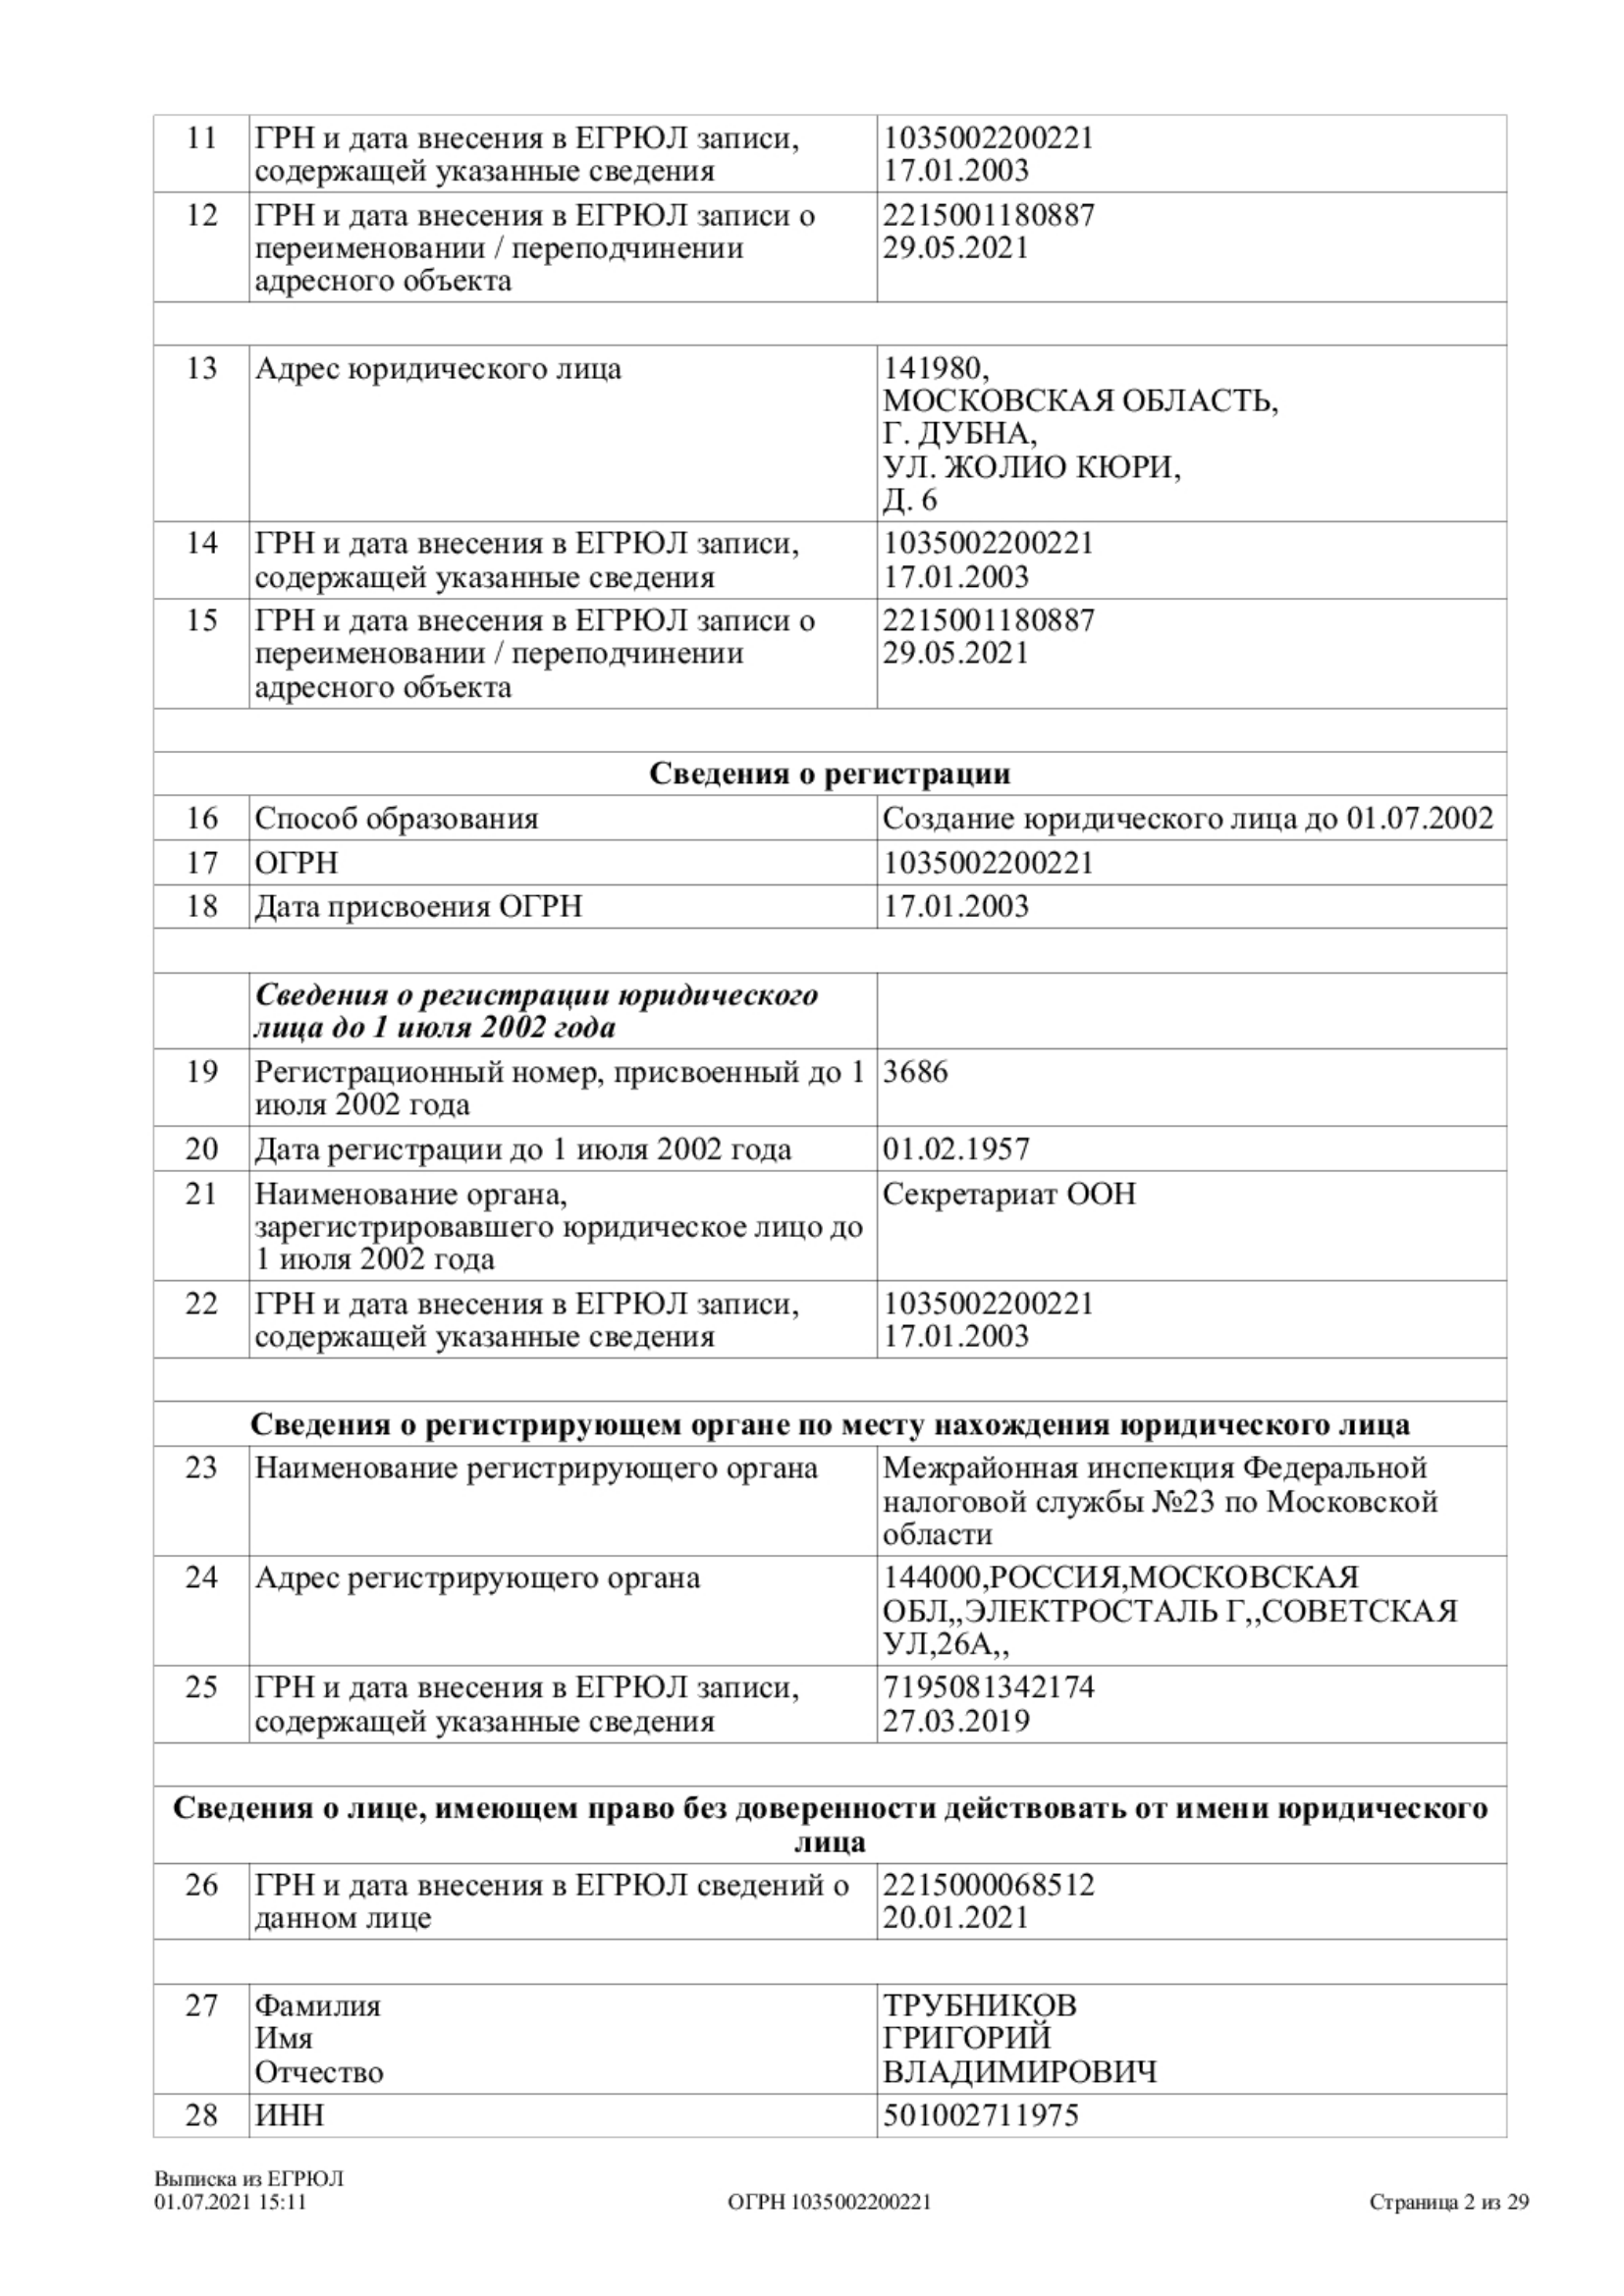 11 ГРН и дата внесения в ЕГРЮЛ записи, 1035002200221
содержащей указанные сведения 17.01.2003
12 ГРН и дата внесения в ЕГРЮЛ записи о 2215001180887
переименовании / переподчинении 29.05.2021
адресного объекта
13 Адрес юридического лица 141980,
МОСКОВСКАЯ ОБЛАСТЬ,
Г. ДУБНА,
УЛ. ЖОЛИО КЮРИ,
Д. 6
14 ГРН и дата внесения в ЕГРЮЛ записи, 1035002200221
содержащей указанные сведения 17.01.2003
15 ГРН и дата внесения в ЕГРЮЛ записи о 2215001180887
переименовании / переподчинении 29.05.2021
адресного объекта
Сведения о регистрации
16 Способ образования Создание юридического лица до 01.07.2002
17 ОГРН 1035002200221
18 Дата присвоения ОГРН 17.01.2003
Сведения о регистрации юридического
лица до 1 июля 2002 года
19 Регистрационный номер, присвоенный до 1 3686
июля 2002 года
20 Дата регистрации до 1 июля 2002 года 01.02.1957
21 Наименование органа, Секретариат ООН
зарегистрировавшего юридическое лицо до
1 июля 2002 года
22 ГРН и дата внесения в ЕГРЮЛ записи, 1035002200221
содержащей указанные сведения 17.01.2003
Сведения о регистрирующем органе по месту нахождения юридического лица
23 Наименование регистрирующего органа Межрайонная инспекция Федеральной
налоговой службы №23 по Московской
области
24 Адрес регистрирующего органа 144000,РОССИЯ,МОСКОВСКАЯ
ОБЛ,,ЭЛЕКТРОСТАЛЬ Г,,СОВЕТСКАЯ
УЛ,26А,,
25 ГРН и дата внесения в ЕГРЮЛ записи, 7195081342174
содержащей указанные сведения 27.03.2019
Сведения о лице, имеющем право без доверенности действовать от имени юридического
лица
26 ГРН и дата внесения в ЕГРЮЛ сведений о 2215000068512
данном лице 20.01.2021
27 Фамилия ТРУБНИКОВ
Имя ГРИГОРИЙ
Отчество ВЛАДИМИРОВИЧ
28 ИНН 501002711975
Выписка из ЕГРЮЛ
01.07.2021 15:11 ОГРН 1035002200221 Страница 2 из 29